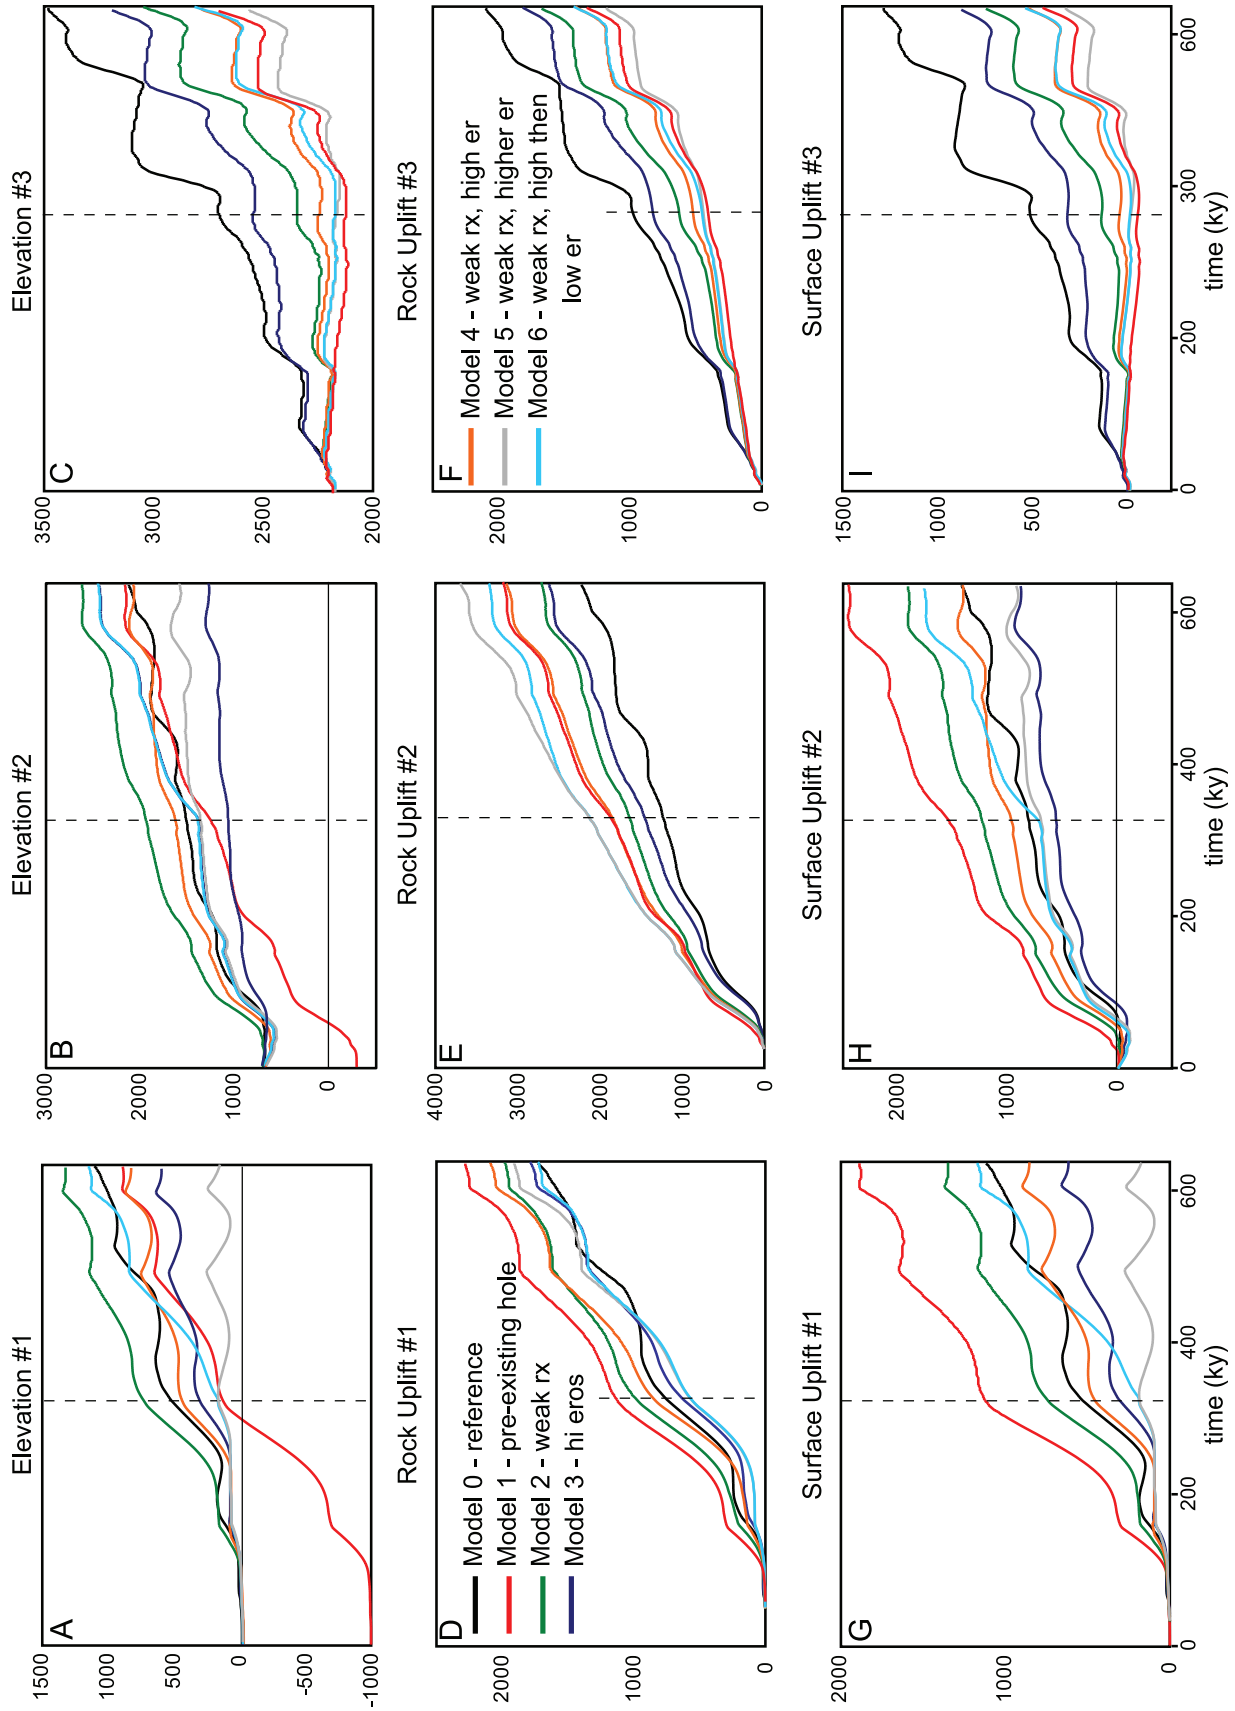 Elevation #1
A
1500
1000
500
0
-500
-1000
Elevation #2
B
3000
2000
1000
0
Elevation #3
C
3500
3000
2500
2000
Rock Uplift #1
D
2000
1000
0
Model 0 - reference
Model 1 - pre-existing hole
Model 2 - weak rx
Model 3 - hi eros
Rock Uplift #2
E
4000
3000
2000
1000
0
Rock Uplift #3
F
2000
1000
0
Model 4 - weak rx, high er
Model 5 - weak rx, higher er
Model 6 - weak rx, high then
low er
Surface Uplift #1
G
2000
1000
0
0 200 400 600
time (ky)
Surface Uplift #2
H
2000
1000
0
0 200 400 600
time (ky)
Surface Uplift #3
I
1500
1000
500
0
0 200 300 600
time (ky)